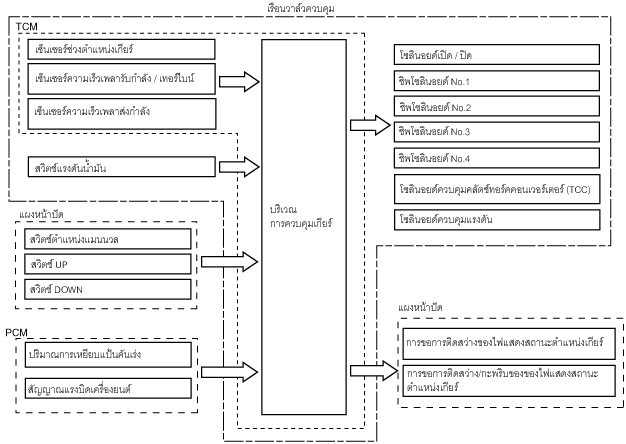 เรือนวาล์วควบคุม
TCM
เซ็นเซอร์ช่วงตำแหน่งเกียร์
เซ็นเซอร์ความเร็วเพลารับกำลัง / เทอร์ไบน์
เซ็นเซอร์ความเร็วเพลาส่งกำลัง
สวิตช์แรงดันน้ำมัน
แผงหน้าปัด
สวิตช์ตำแหน่งแมนนวล
สวิตช์ UP
สวิตช์ DOWN
PCM
ปริมาณการเหยียบแป้นคันเร่ง
สัญญาณแรงบิดเครื่องยนต์
บริเวณ
การควบคุมเกียร์
โซลินอยด์เปิด / ปิด
ชิพโซลินอยด์ No.1
ชิพโซลินอยด์ No.2
ชิพโซลินอยด์ No.3
ชิพโซลินอยด์ No.4
โซลินอยด์ควบคุมคลัตช์ทอร์คคอนเวอร์เตอร์ (TCC)
โซลินอยด์ควบคุมแรงดัน
แผงหน้าปัด
การขอการติดสว่างของไฟแสดงสถานะตำแหน่งเกียร์
การขอการติดสว่าง/กะพริบของของไฟแสดงสถานะ
ตำแหน่งเกียร์